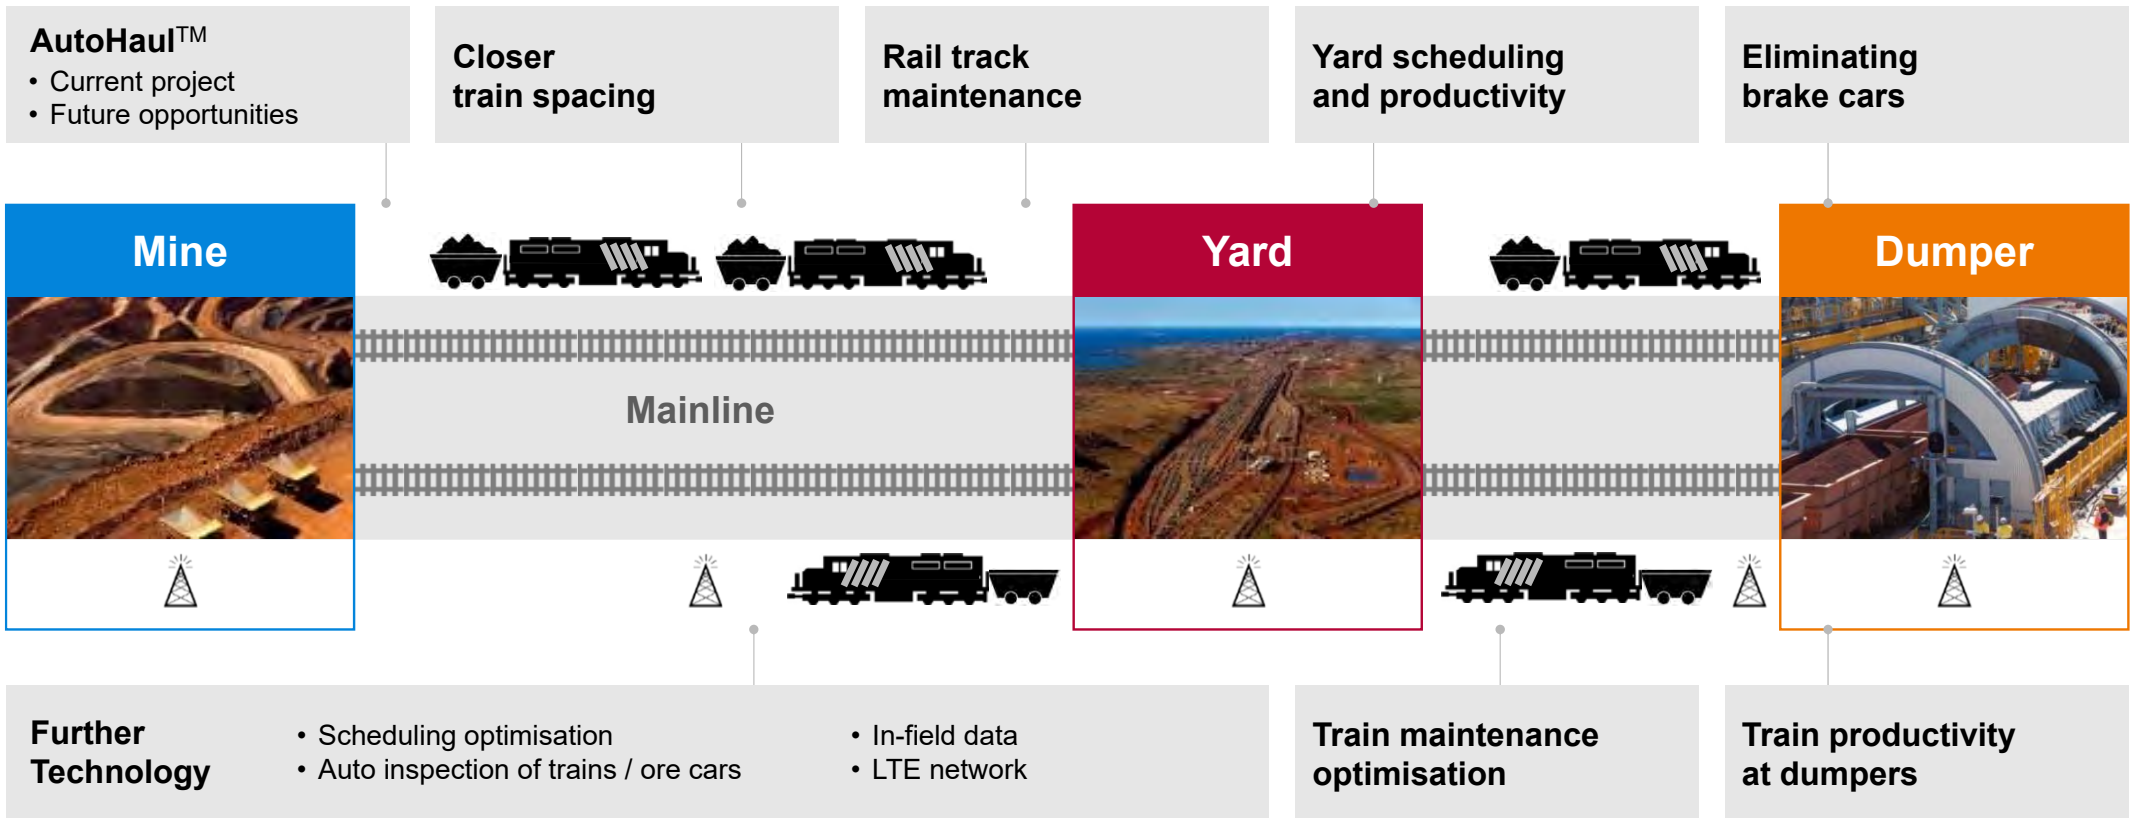 AutoHaul™
• Current project
• Future opportunities
Closer
train spacing
Rail track
maintenance
Yard scheduling
and productivity
Eliminating
brake cars
Mine
Yard
Dumper
Mainline
Further
Technology
• Scheduling optimisation
• Auto inspection of trains / ore cars
• In-field data
• LTE network
Train maintenance
optimisation
Train productivity
at dumpers